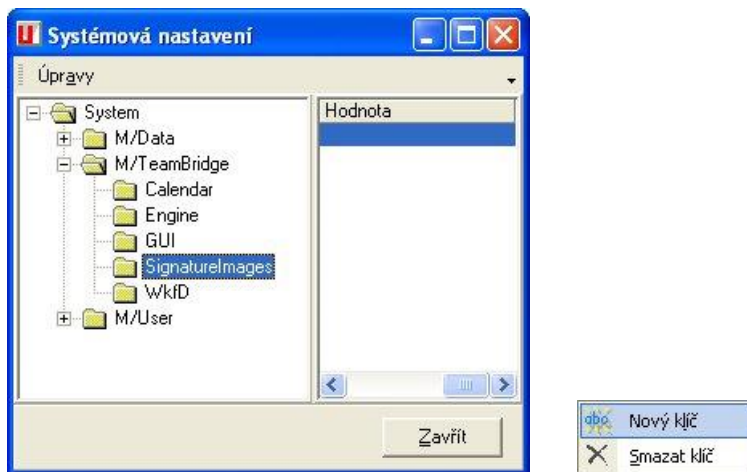 Systémová nastavení
Úpravy
System
M/Data
M/TeamBridge
Calendar
Engine
GUI
SignatureImages
WkfD
M/User
Hodnota
Zavřít
Nový klíč
Smazat klíč